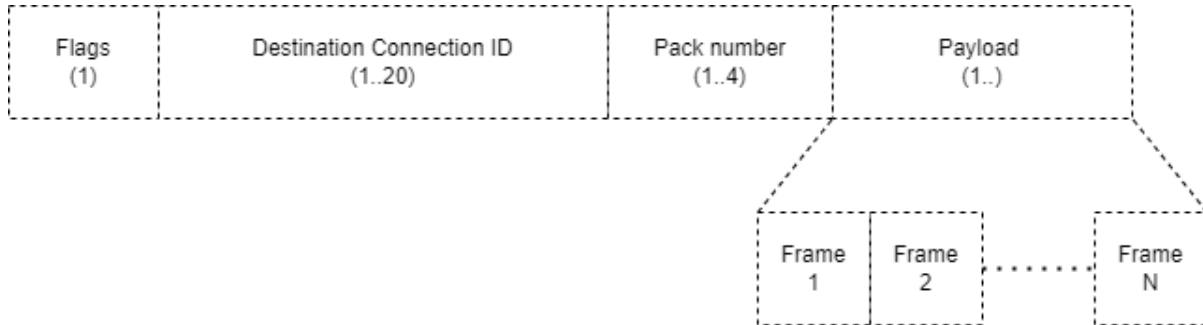 Flags
(1)
Destination Connection ID
(1..20)
Pack number
(1..4)
Payload
(1..)
Frame
1
Frame
2
Frame
N